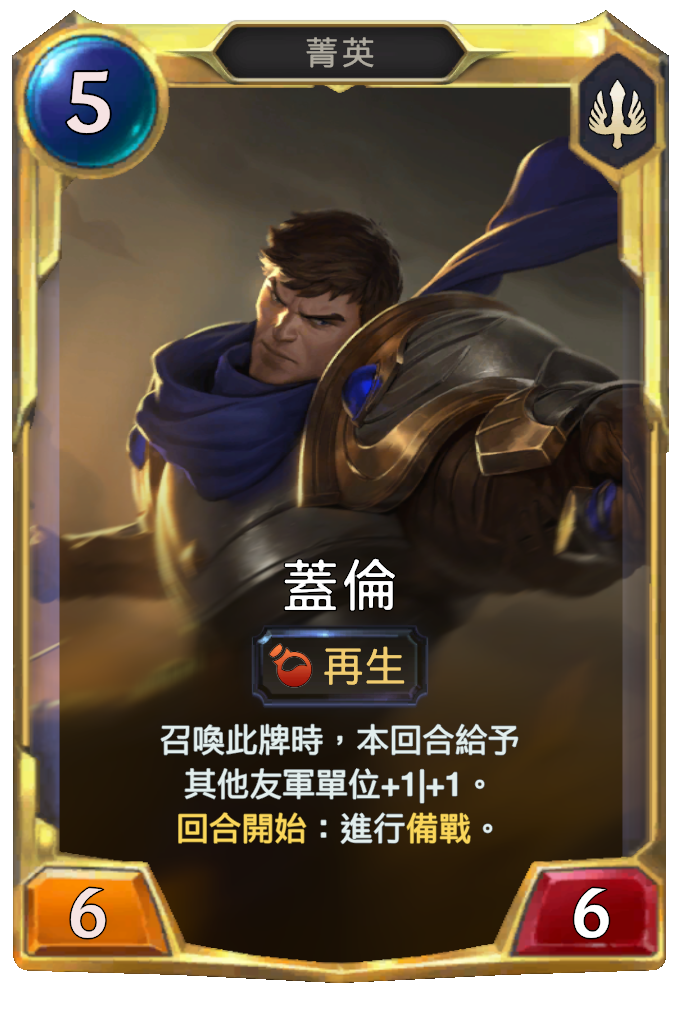 5
菁英
蓋倫
再生
召喚此牌時，本回合給予
其他友軍單位+1|+1。
回合開始：進行備戰。
6
6